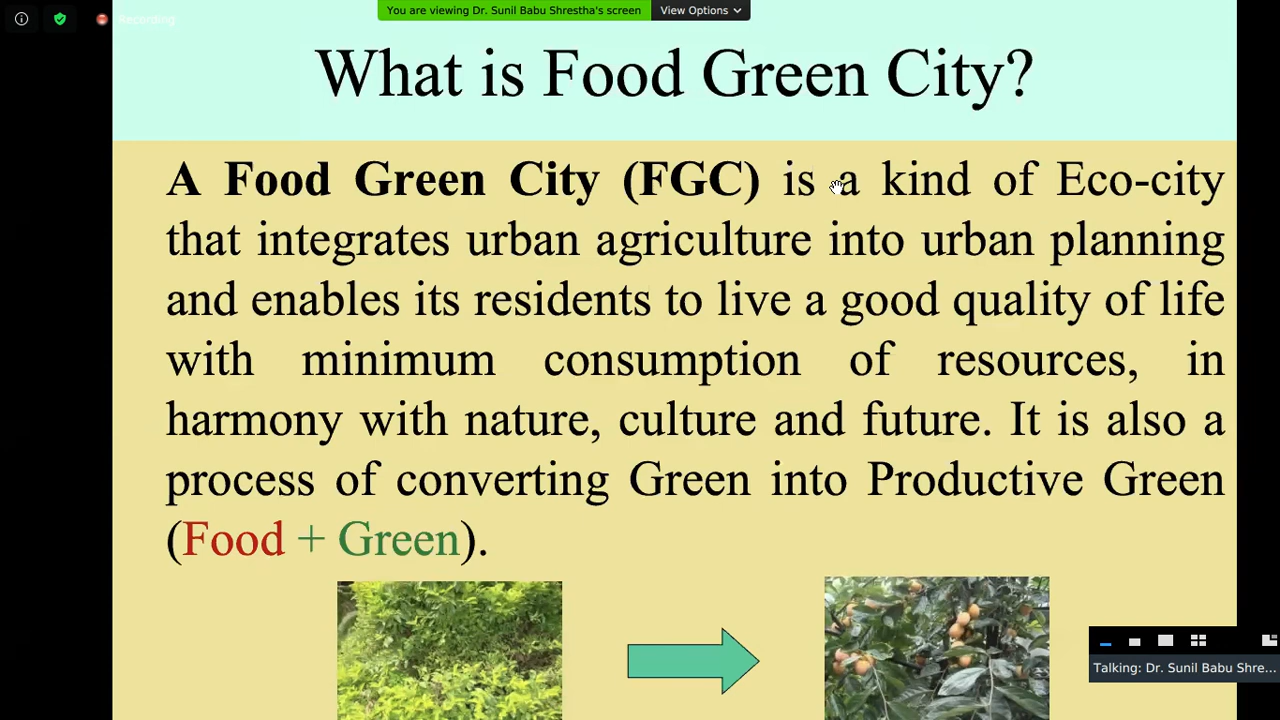 Recording
You are viewing Dr. Sunil Babu Shrestha's screen
View Options
What is Food Green City?
A Food Green City (FGC) is a kind of Eco-city
that integrates urban agriculture into urban planning
and enables its residents to live a good quality of life
with minimum consumption of resources, in
harmony with nature, culture and future. It is also a
process of converting Green into Productive Green
(Food + Green).
Talking: Dr. Sunil Babu Shre...